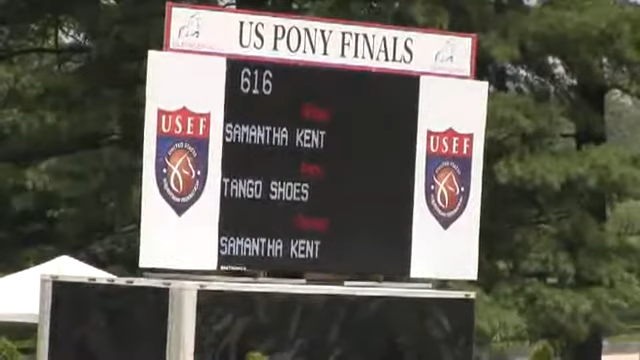 US PONY FINALS
616
SAMANTHA KENT
TANGO SHOES
SAMANTHA KENT
USEF
USEF